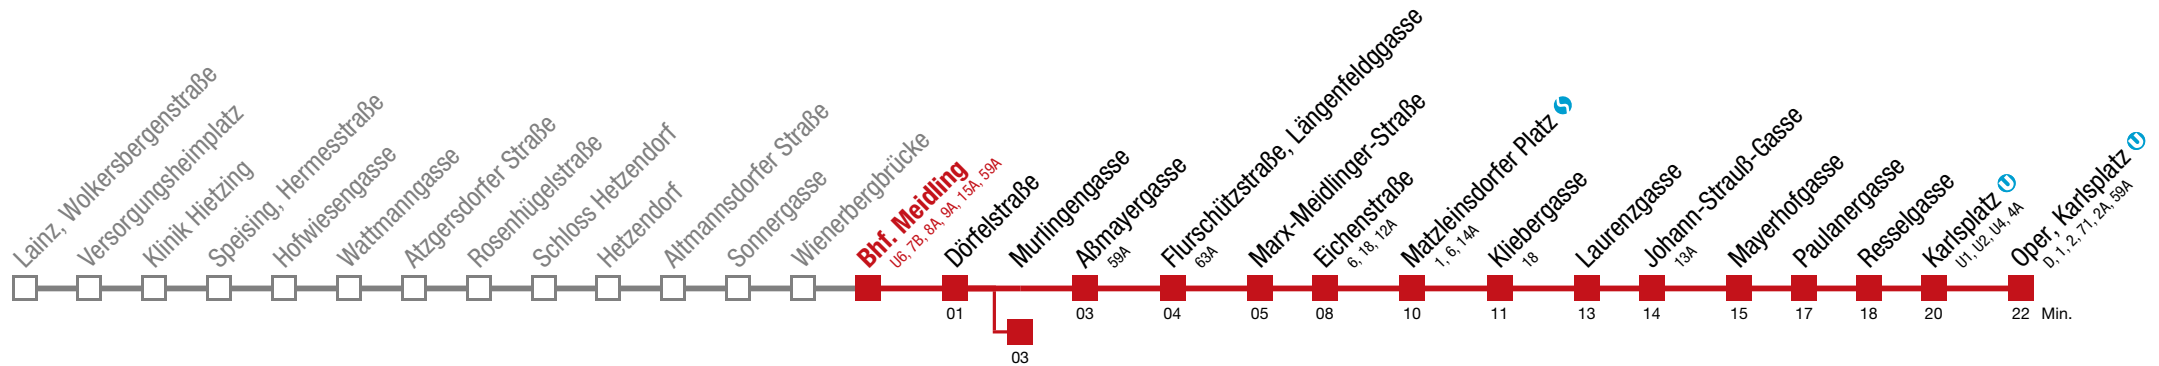 Lainz, Wolkersbergenstraße
Versorgungsheimplatz
Klinik Hietzing
Speising, Hermesstraße
Hofwiesengasse
Wattmanngasse
Atzgersdorfer Straße
Rosenhügelstraße
Schloss Hetzendorf
Hetzendorf
Altmannsdorfer Straße
Sonnergasse
Wienerbergbrücke
Bhf. Meidling
U6, 7B, 8A, 9A, 15A, 59A
Dörfelstraße
Murlingengasse
Aßmayergasse
59A
Flurschützstraße, Längenfeldggasse
63A
Marx-Meidlinger-Straße
Eichenstraße
6, 18, 12A
Matzleinsdorfer Platz S
1, 6, 14A
Kliebergasse
18
Laurenzgasse
Johann-Strauß-Gasse
13A
Mayerhofgasse
Paulanergasse
Resselgasse
Karlsplatz U
U1, U2, U4, 4A
Oper, Karlsplatz U
D, 1, 2, 71, 2A, 59A
01 03 04 05 08 10 11 13 14 15 17 18 20 22 Min.
03